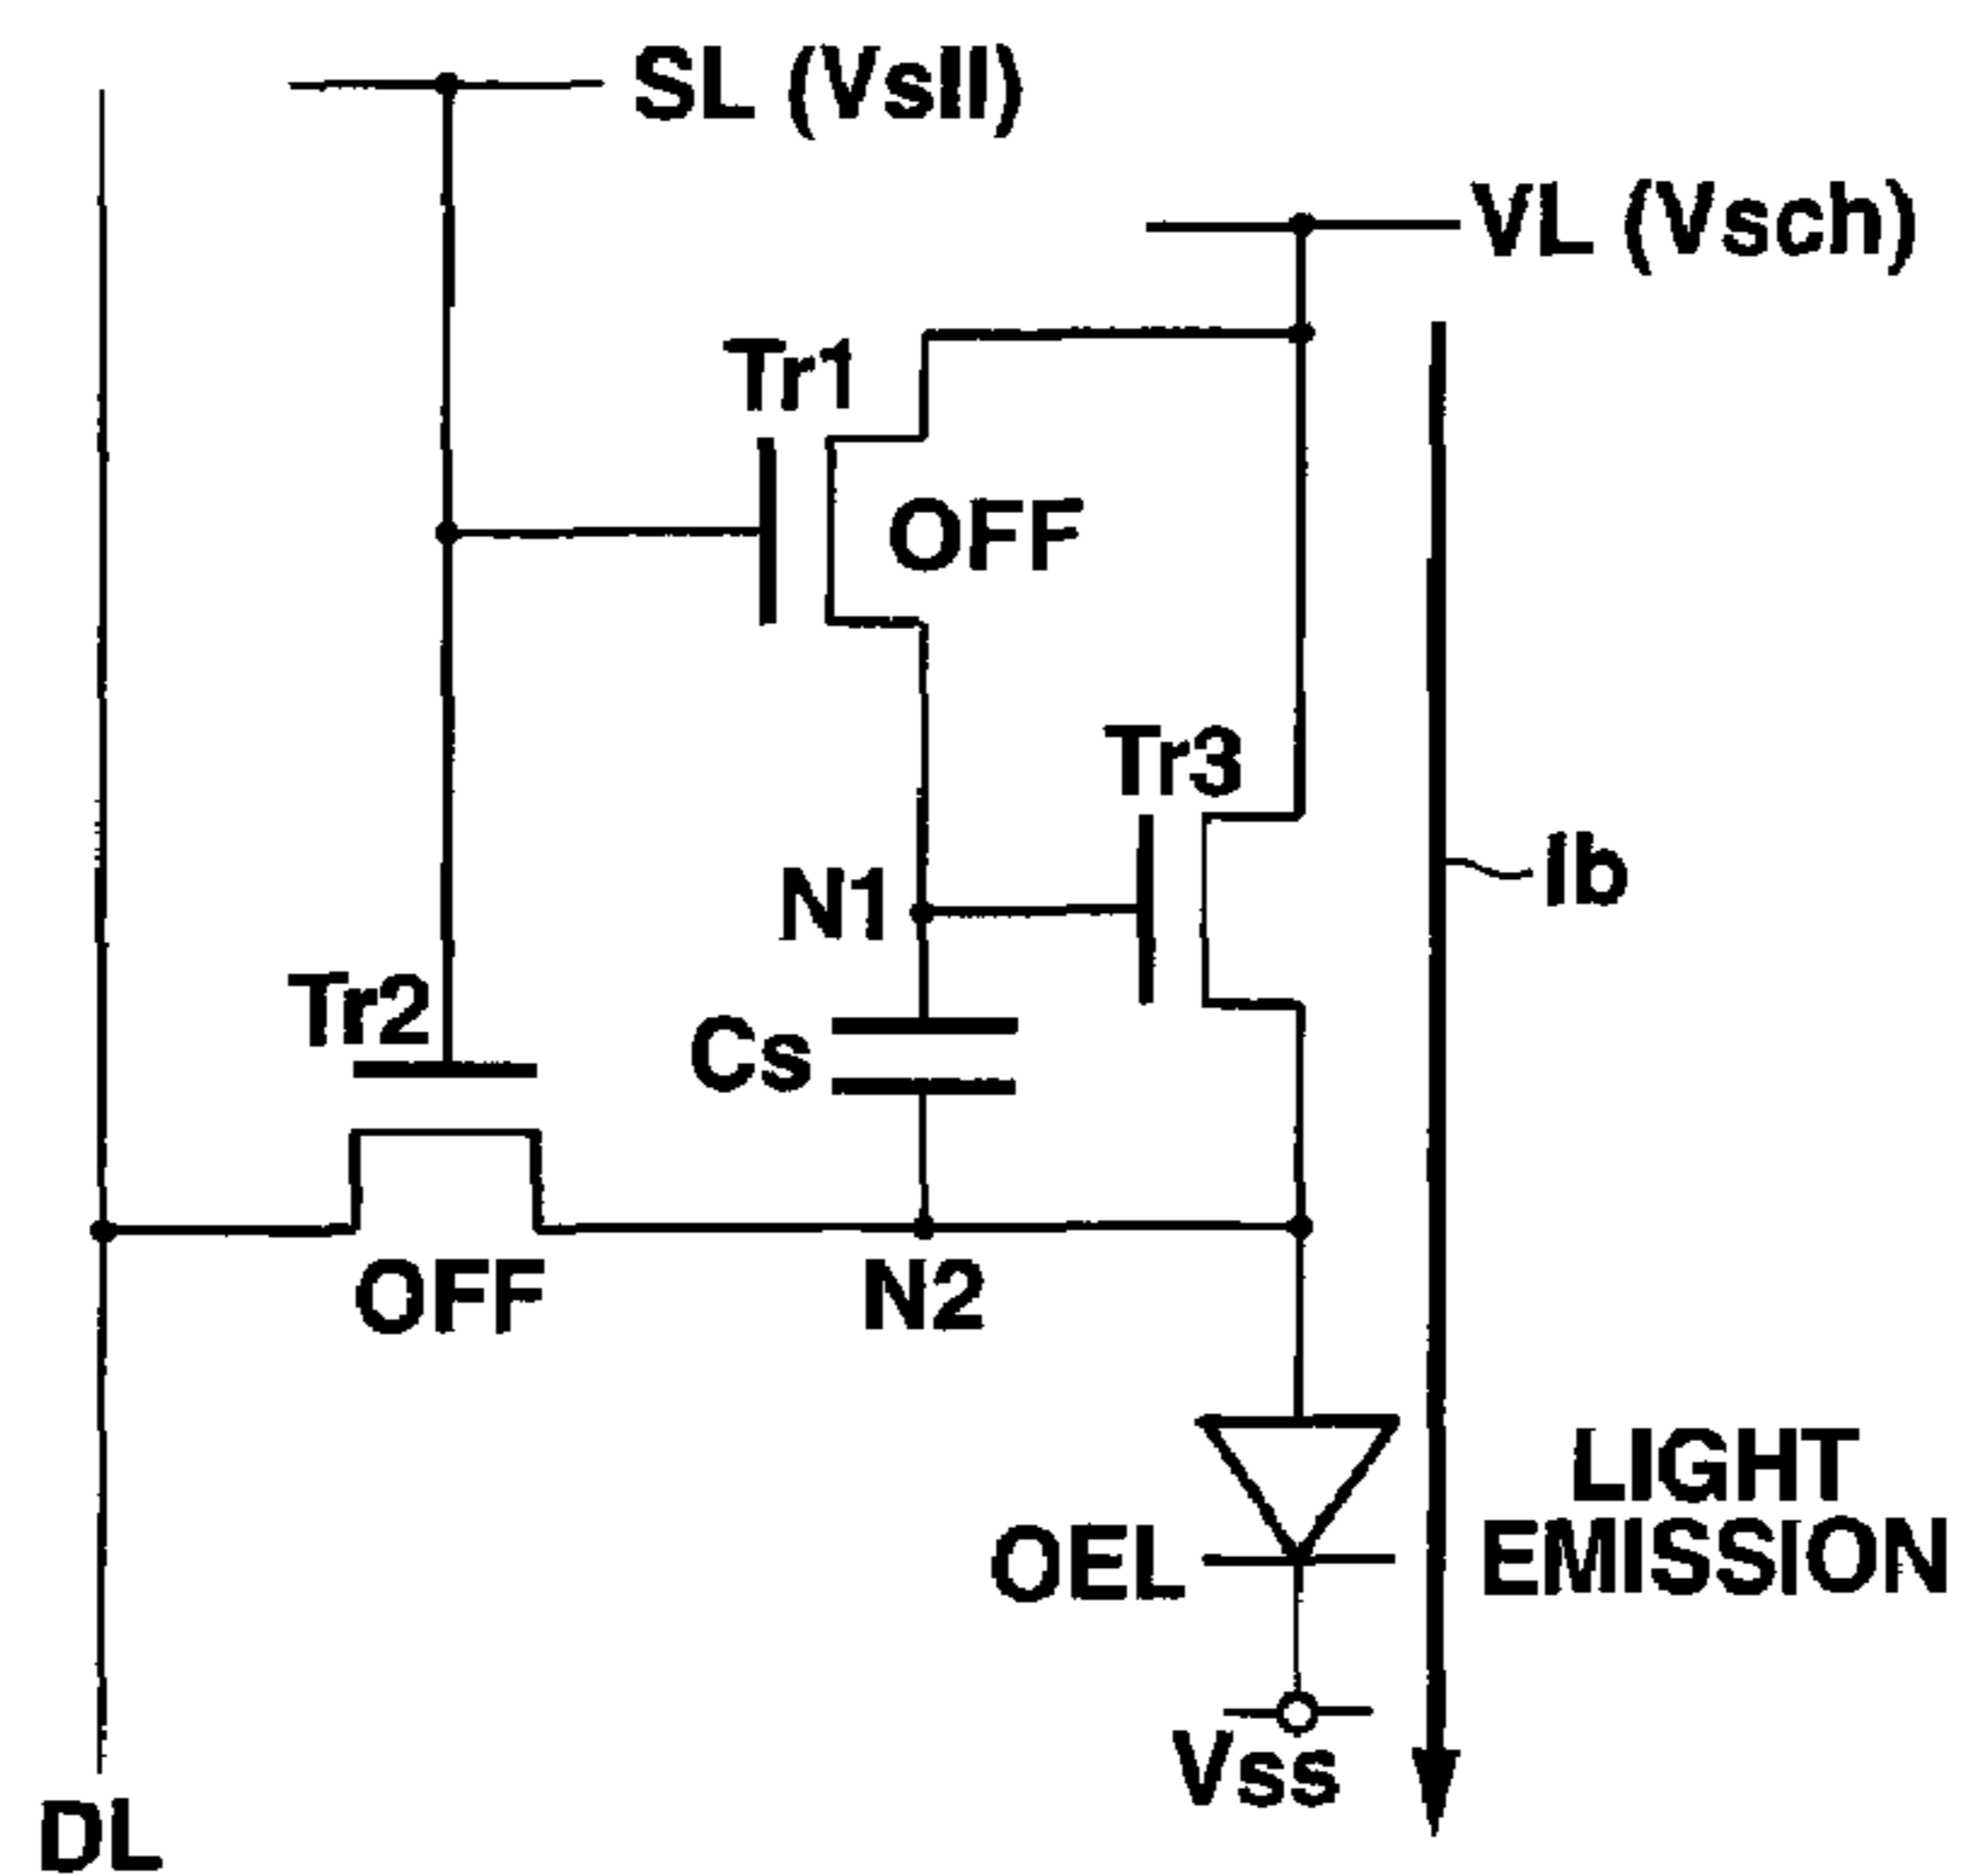 SL (Vsll)
VL (Vsch)
Tr1
OFF
Tr3
Ib
N1
Tr2
Cs
OFF
N2
LIGHT
EMISSION
OEL
Vss
DL